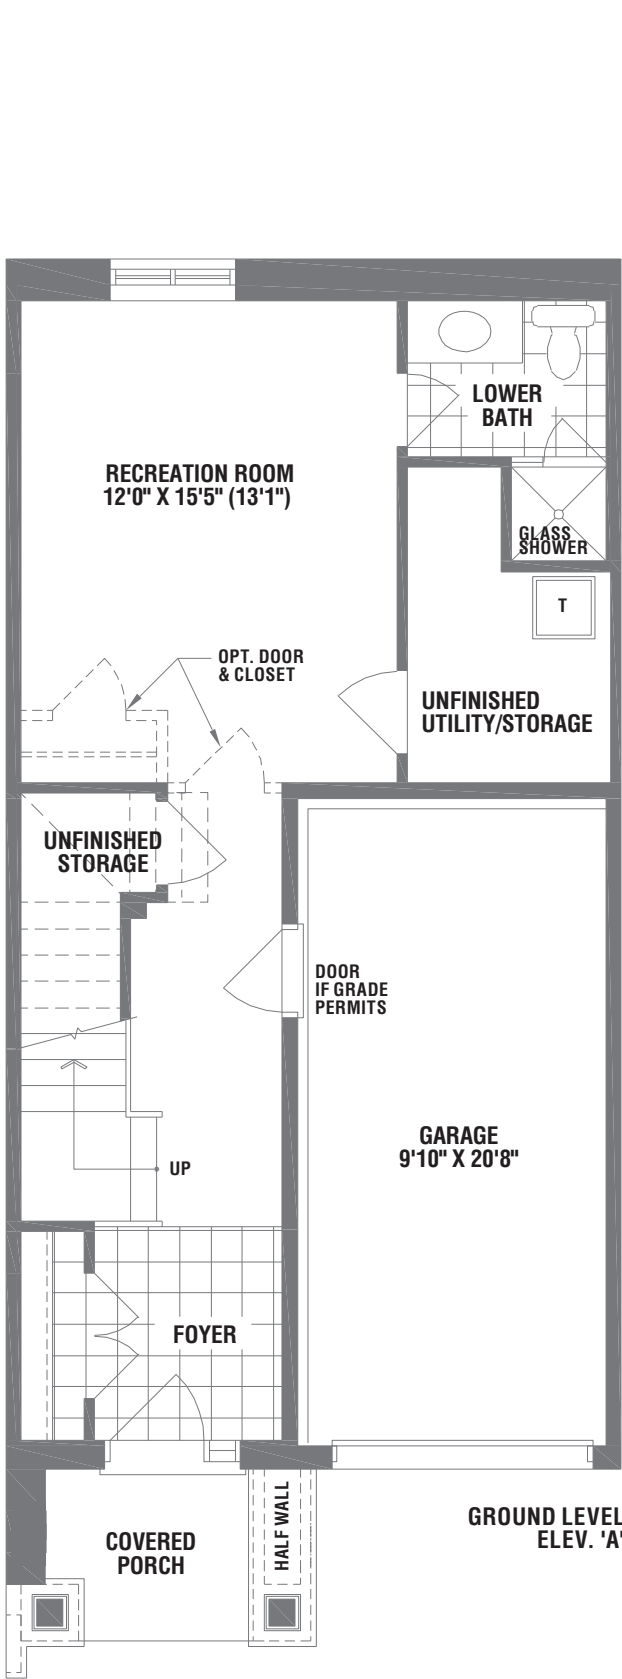 LOWER
BATH
RECREATION ROOM
12'0" X 15'5" (13'1")
GLASS
SHOWER
T
OPT. DOOR
& CLOSET
UNFINISHED
UTILITY/STORAGE
UNFINISHED
STORAGE
DOOR
IF GRADE
PERMITS
GARAGE
9'10" X 20'8"
UP
FOYER
COVERED
PORCH
HALF WALL
GROUND LEVEL
ELEV. 'A'